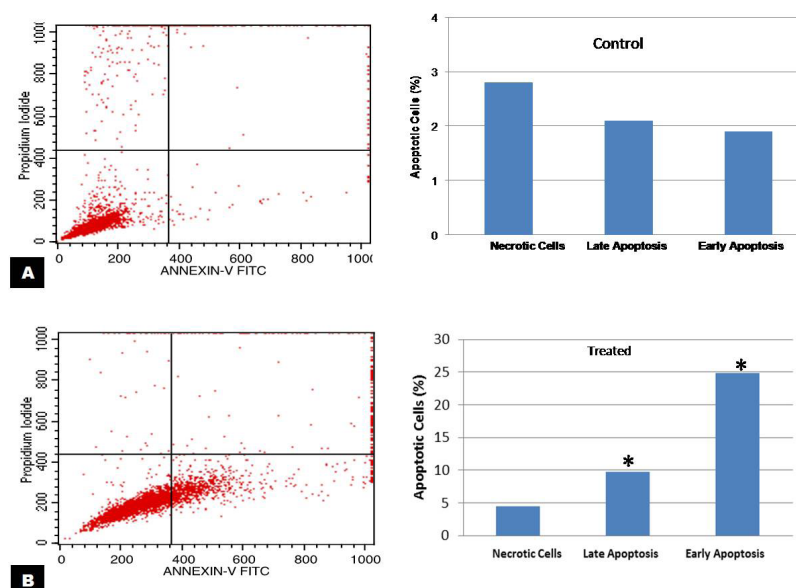 Propidium Iodide
1000
800
600
400
200
0
0 200 400 600 800 1000
ANNEXIN-V FITC
A
Control
Apoptotic Cells (%)
4
3
2
1
0
Necrotic Cells Late Apoptosis Early Apoptosis
Propidium Iodide
1000
800
600
400
200
0
0 200 400 600 800 1000
ANNEXIN-V FITC
B
Treated
Apoptotic Cells (%)
30
25
20
15
10
5
0
*
*
Necrotic Cells Late Apoptosis Early Apoptosis